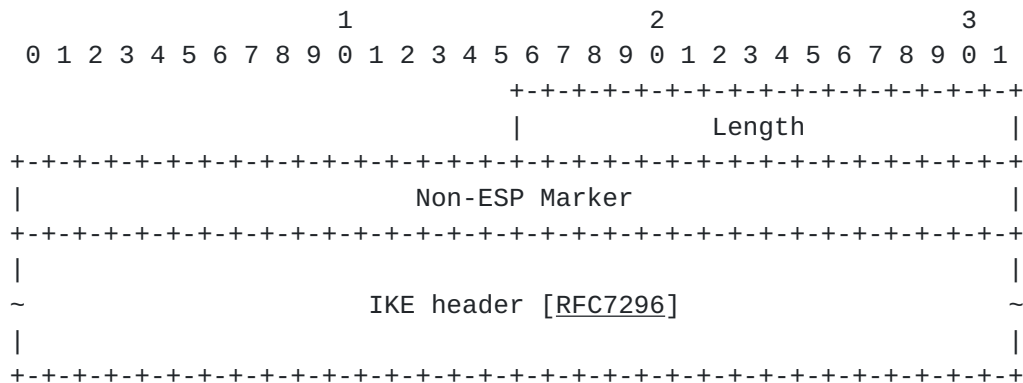 1                   2                   3
 0 1 2 3 4 5 6 7 8 9 0 1 2 3 4 5 6 7 8 9 0 1 2 3 4 5 6 7 8 9 0 1
                                +-+-+-+-+-+-+-+-+-+-+-+-+-+-+-+-+
                                |            Length             |
+-+-+-+-+-+-+-+-+-+-+-+-+-+-+-+-+-+-+-+-+-+-+-+-+-+-+-+-+-+-+-+-+
|                         Non-ESP Marker                        |
+-+-+-+-+-+-+-+-+-+-+-+-+-+-+-+-+-+-+-+-+-+-+-+-+-+-+-+-+-+-+-+-+
|                                                               |
~                      IKE header [RFC7296]                     ~
|                                                               |
+-+-+-+-+-+-+-+-+-+-+-+-+-+-+-+-+-+-+-+-+-+-+-+-+-+-+-+-+-+-+-+-+